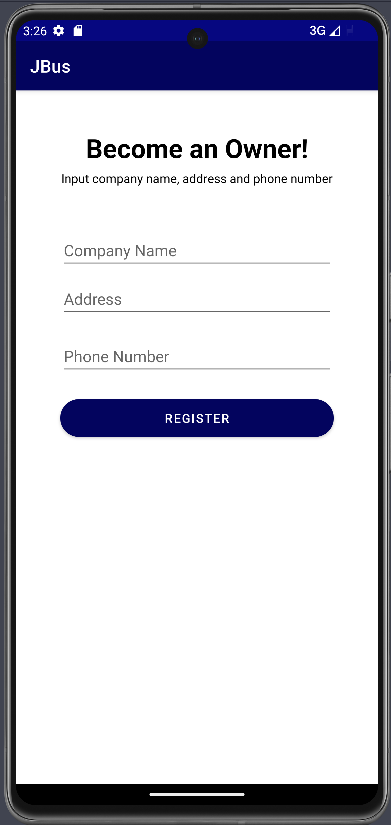 3:26 3G
JBus
Become an Owner!
Input company name, address and phone number
Company Name
Address
Phone Number
REGISTER